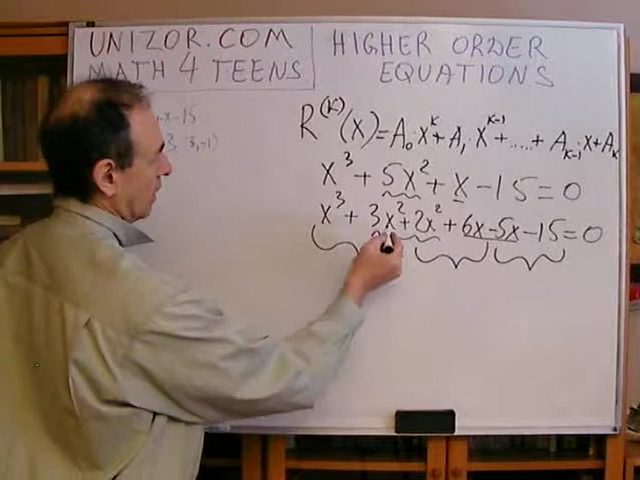 UNIZOR.COM
MATH 4 TEENS
HIGHER ORDER
EQUATIONS
x-15
R^(K)(X)=A₀·X^K+A₁·X^(K-1)+....+A_(K-1)·X+A_K
x³+5x²+x-15=0
x³+3x²+2x²+6x-5x-15=0